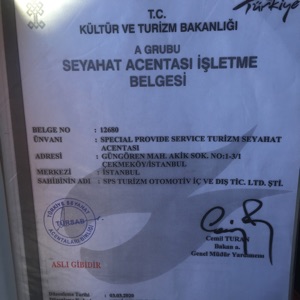 Türkiye
T.C.
KÜLTÜR VE TURİZM BAKANLIĞI
A GRUBU
SEYAHAT ACENTASI İŞLETME
BELGESİ
BELGE NO : 12680
ÜNVANI : SPECIAL PROVIDE SERVICE TURİZM SEYAHAT
ACENTASI
ADRESİ : GÜNGÖREN MAH. AKİK SOK. NO:1-3/1
ÇEKMEKÖY/İSTANBUL
MERKEZİ : İSTANBUL
SAHİBİNİN ADI : SPS TURİZM OTOMOTİV İÇ VE DIŞ TİC. LTD. ŞTİ.
TÜRKİYE SEYAHAT
TÜRSAB
ACENTALARI BİRLİĞİ
ASLI GİBİDİR
Cemil TURAN
Bakan a.
Genel Müdür Yardımcısı
Düzenleme Tarihi : 03.03.2020